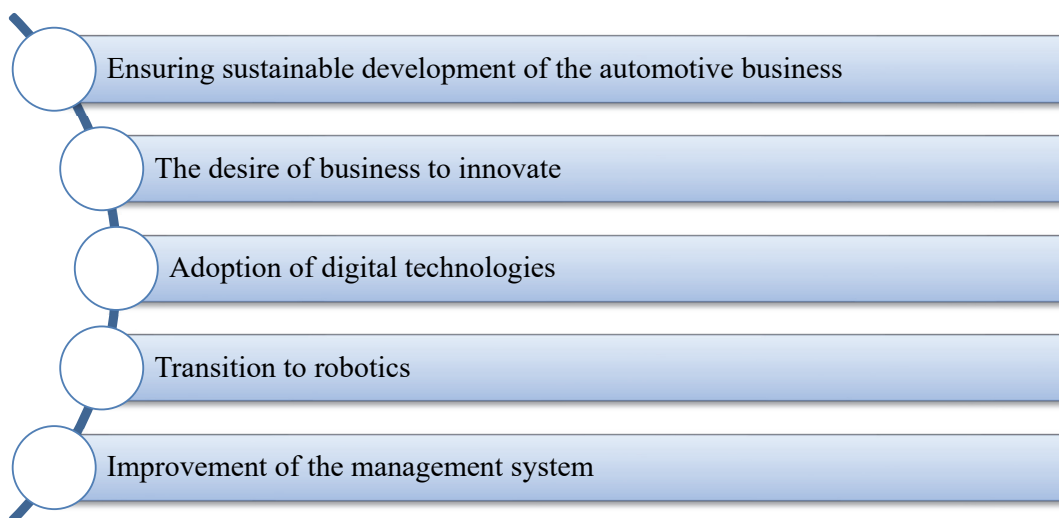 Ensuring sustainable development of the automotive business
The desire of business to innovate
Adoption of digital technologies
Transition to robotics
Improvement of the management system